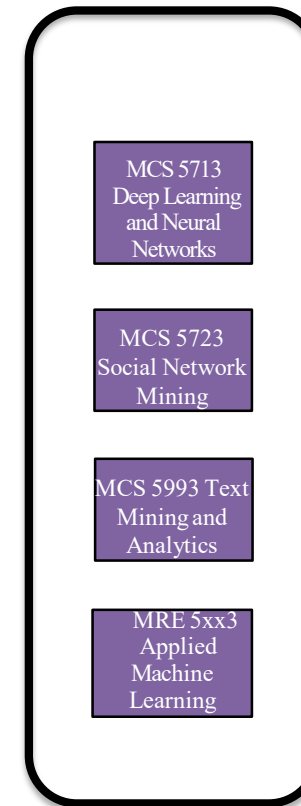 MCS 5713
Deep Learning
and Neural
Networks
MCS 5723
Social Network
Mining
MCS 5993 Text
Mining and
Analytics
MRE 5xx3
Applied
Machine
Learning